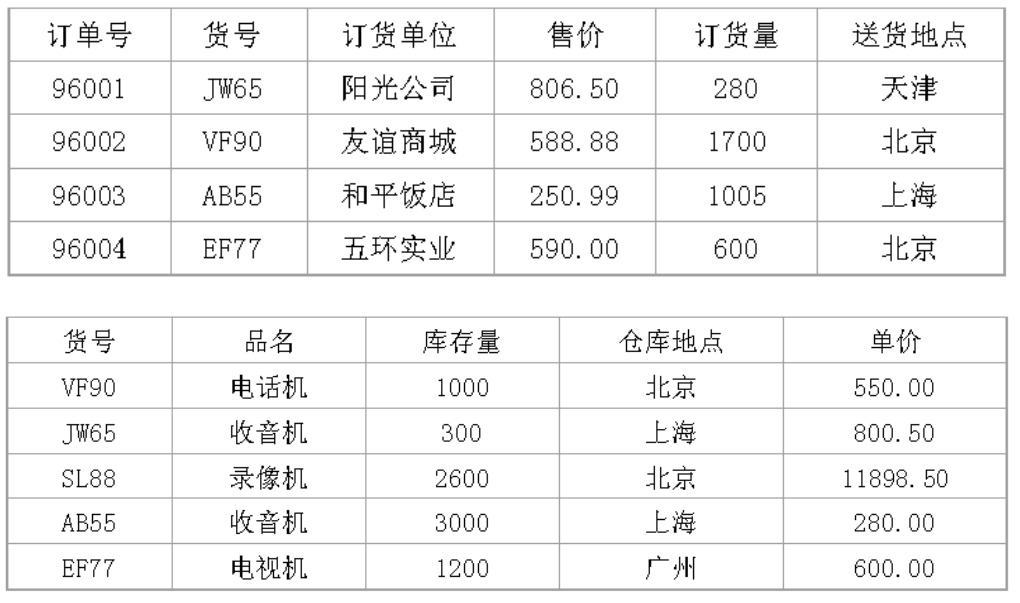 订单号 货号 订货单位 售价 订货量 送货地点
96001 JW65 阳光公司 806.50 280 天津
96002 VF90 友谊商城 588.88 1700 北京
96003 AB55 和平饭店 250.99 1005 上海
96004 EF77 五环实业 590.00 600 北京
货号 品名 库存量 仓库地点 单价
VF90 电话机 1000 北京 550.00
JW65 收音机 300 上海 800.50
SL88 录像机 2600 北京 11898.50
AB55 收音机 3000 上海 280.00
EF77 电视机 1200 广州 600.00